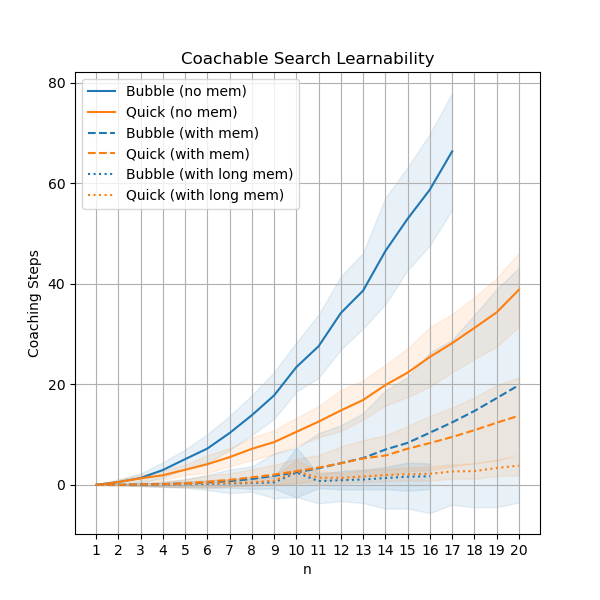 Coachable Search Learnability
Bubble (no mem)
Quick (no mem)
Bubble (with mem)
Quick (with mem)
Bubble (with long mem)
Quick (with long mem)
Coaching Steps
80
60
40
20
0
1 2 3 4 5 6 7 8 9 10 11 12 13 14 15 16 17 18 19 20
n